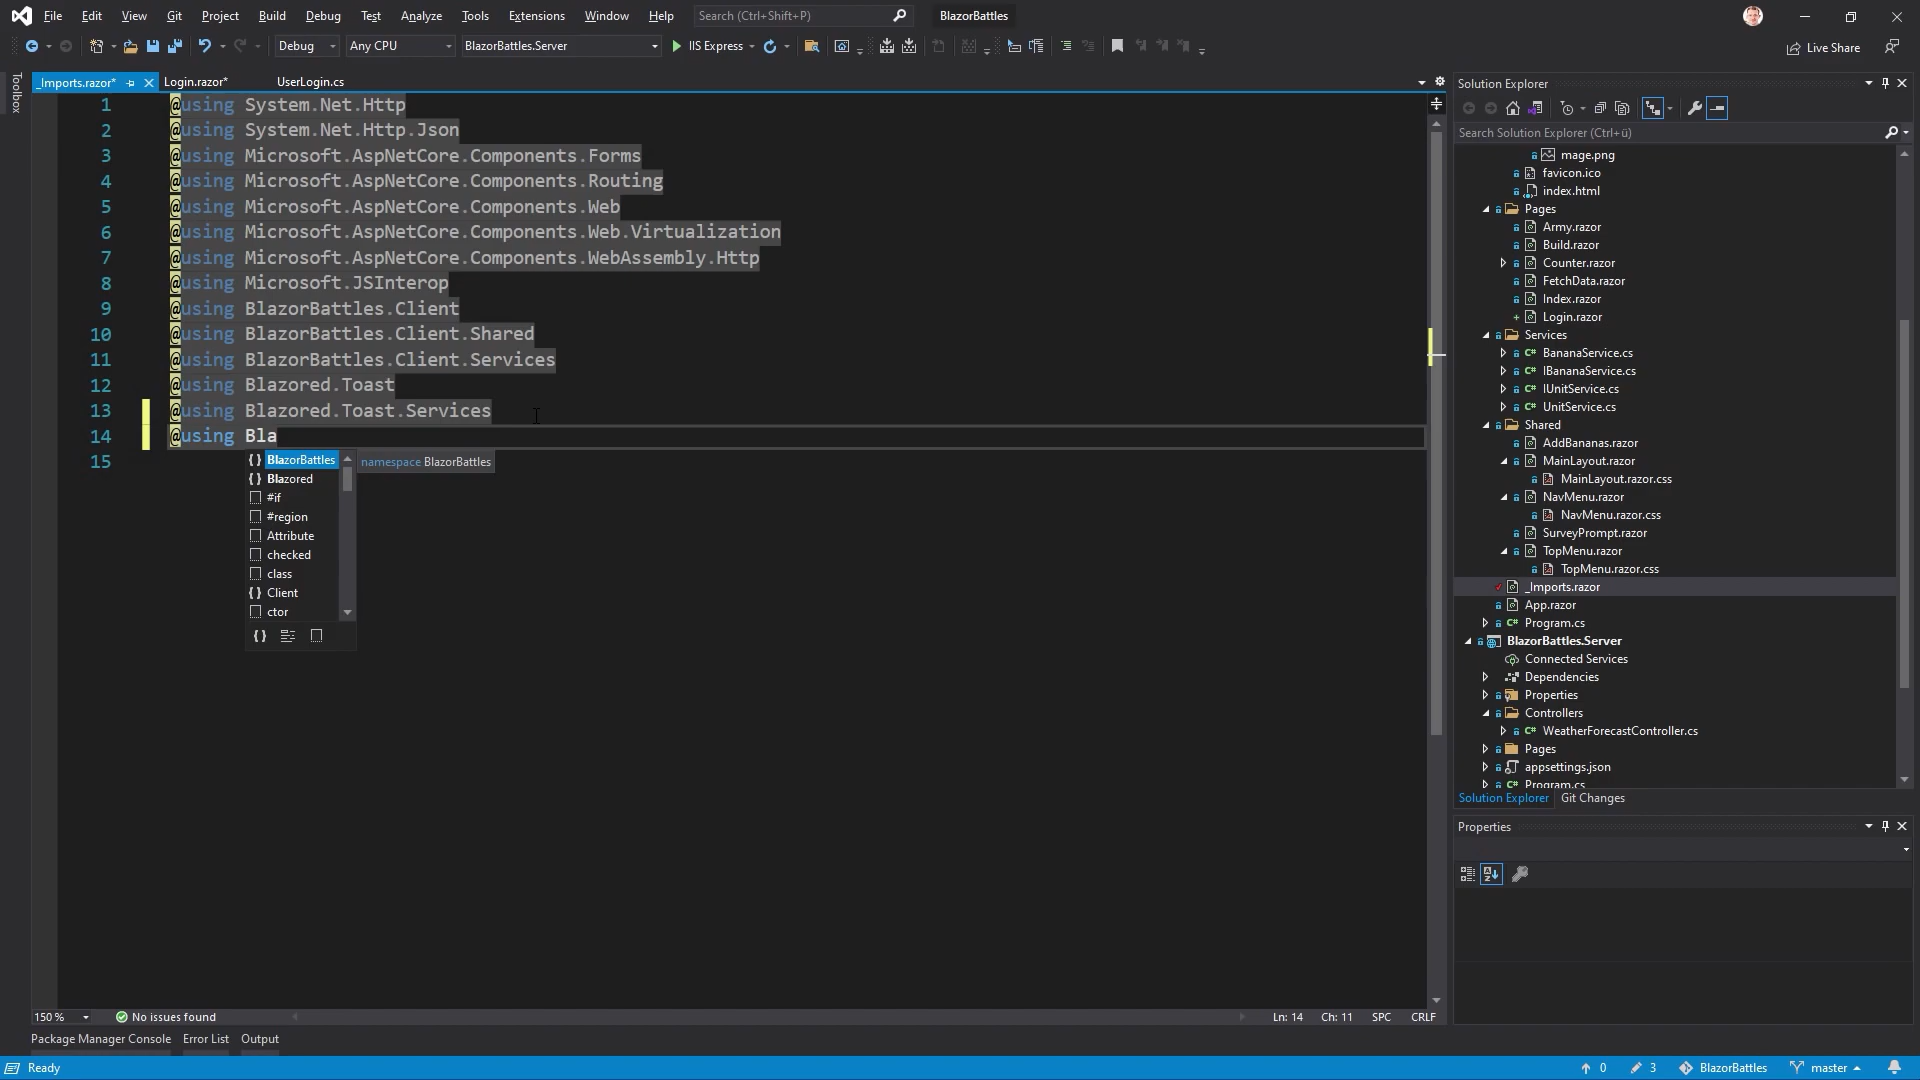 File Edit View Git Project Build Debug Test Analyze Tools Extensions Window Help Search (Ctrl+Shift+P) BlazorBattles
Debug Any CPU BlazorBattles.Server IIS Express Live Share
Toolbox
_Imports.razor* Login.razor* UserLogin.cs
1 @using System.Net.Http
2 @using System.Net.Http.Json
3 @using Microsoft.AspNetCore.Components.Forms
4 @using Microsoft.AspNetCore.Components.Routing
5 @using Microsoft.AspNetCore.Components.Web
6 @using Microsoft.AspNetCore.Components.Web.Virtualization
7 @using Microsoft.AspNetCore.Components.WebAssembly.Http
8 @using Microsoft.JSInterop
9 @using BlazorBattles.Client
10 @using BlazorBattles.Client.Shared
11 @using BlazorBattles.Client.Services
12 @using Blazored.Toast
13 @using Blazored.Toast.Services
14 @using Bla
15
{} BlazorBattles namespace BlazorBattles
{} Blazored
#if
#region
Attribute
checked
class
{} Client
ctor
{}
150 % No issues found Ln: 14 Ch: 11 SPC CRLF
Package Manager Console Error List Output
Solution Explorer
Search Solution Explorer (Ctrl+ü)
mage.png
favicon.ico
index.html
Pages
Army.razor
Build.razor
Counter.razor
FetchData.razor
Index.razor
Login.razor
Services
C# BananaService.cs
C# IBananaService.cs
C# IUnitService.cs
C# UnitService.cs
Shared
AddBananas.razor
MainLayout.razor
MainLayout.razor.css
NavMenu.razor
NavMenu.razor.css
SurveyPrompt.razor
TopMenu.razor
TopMenu.razor.css
_Imports.razor
App.razor
C# Program.cs
BlazorBattles.Server
Connected Services
Dependencies
Properties
Controllers
C# WeatherForecastController.cs
Pages
appsettings.json
C# Program.cs
Solution Explorer Git Changes
Properties
Ready 0 3 BlazorBattles master